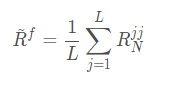 R̃^f = \frac{1}{L} \sum_{j=1}^{L} R_N^{jj}